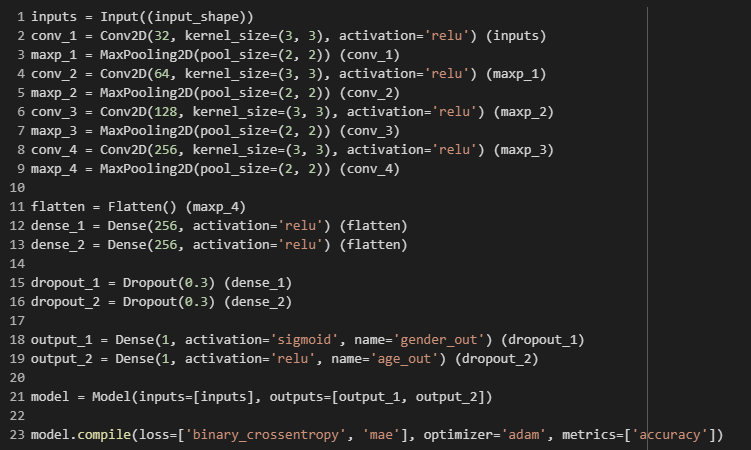 1 inputs = Input((input_shape))
2 conv_1 = Conv2D(32, kernel_size=(3, 3), activation='relu') (inputs)
3 maxp_1 = MaxPooling2D(pool_size=(2, 2)) (conv_1)
4 conv_2 = Conv2D(64, kernel_size=(3, 3), activation='relu') (maxp_1)
5 maxp_2 = MaxPooling2D(pool_size=(2, 2)) (conv_2)
6 conv_3 = Conv2D(128, kernel_size=(3, 3), activation='relu') (maxp_2)
7 maxp_3 = MaxPooling2D(pool_size=(2, 2)) (conv_3)
8 conv_4 = Conv2D(256, kernel_size=(3, 3), activation='relu') (maxp_3)
9 maxp_4 = MaxPooling2D(pool_size=(2, 2)) (conv_4)
10
11 flatten = Flatten() (maxp_4)
12 dense_1 = Dense(256, activation='relu') (flatten)
13 dense_2 = Dense(256, activation='relu') (flatten)
14
15 dropout_1 = Dropout(0.3) (dense_1)
16 dropout_2 = Dropout(0.3) (dense_2)
17
18 output_1 = Dense(1, activation='sigmoid', name='gender_out') (dropout_1)
19 output_2 = Dense(1, activation='relu', name='age_out') (dropout_2)
20
21 model = Model(inputs=[inputs], outputs=[output_1, output_2])
22
23 model.compile(loss=['binary_crossentropy', 'mae'], optimizer='adam', metrics=['accuracy'])